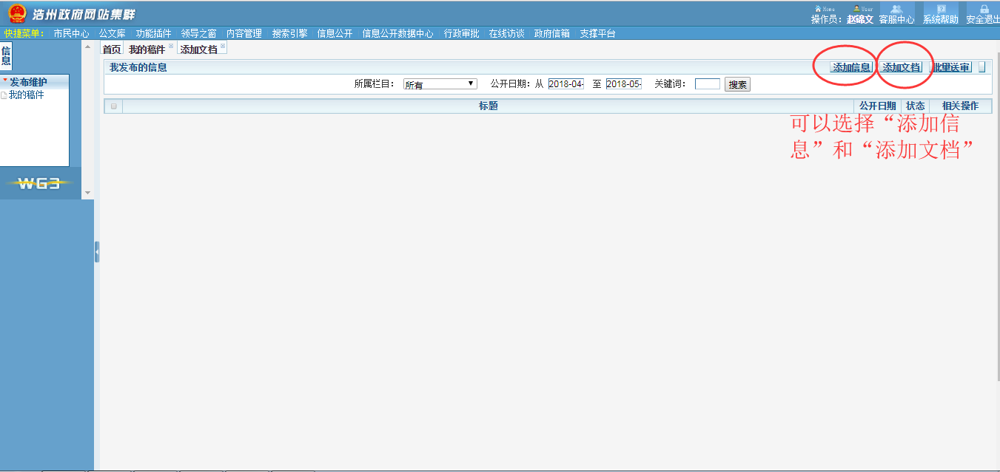 浩州政府网站集群
Home User
操作员: 赵锦文 客服中心 系统帮助 安全退出
快捷菜单: 市民中心 公文库 功能插件 领导之窗 内容管理 搜索引擎 信息公开 信息公开数据中心 行政审批 在线访谈 政府信箱 支撑平台
信息
首页 我的稿件 添加文档
发布维护
我的稿件
WG3
我发布的信息 添加信息 添加文档 批里送审
所属栏目: 所有 公开日期: 从 2018-04- 至 2018-05- 关键词: 搜索
标题 公开日期 状态 相关操作
可以选择“添加信
息”和“添加文档”